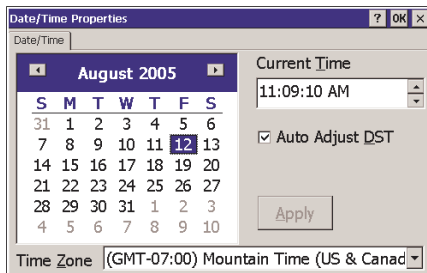 Date/Time Properties ? OK ×
Date/Time
August 2005
S M T W T F S
31 1 2 3 4 5 6
7 8 9 10 11 12 13
14 15 16 17 18 19 20
21 22 23 24 25 26 27
28 29 30 31 1 2 3
4 5 6 7 8 9 10
Current Time
11:09:10 AM
Auto Adjust DST
Apply
Time Zone (GMT-07:00) Mountain Time (US & Canad